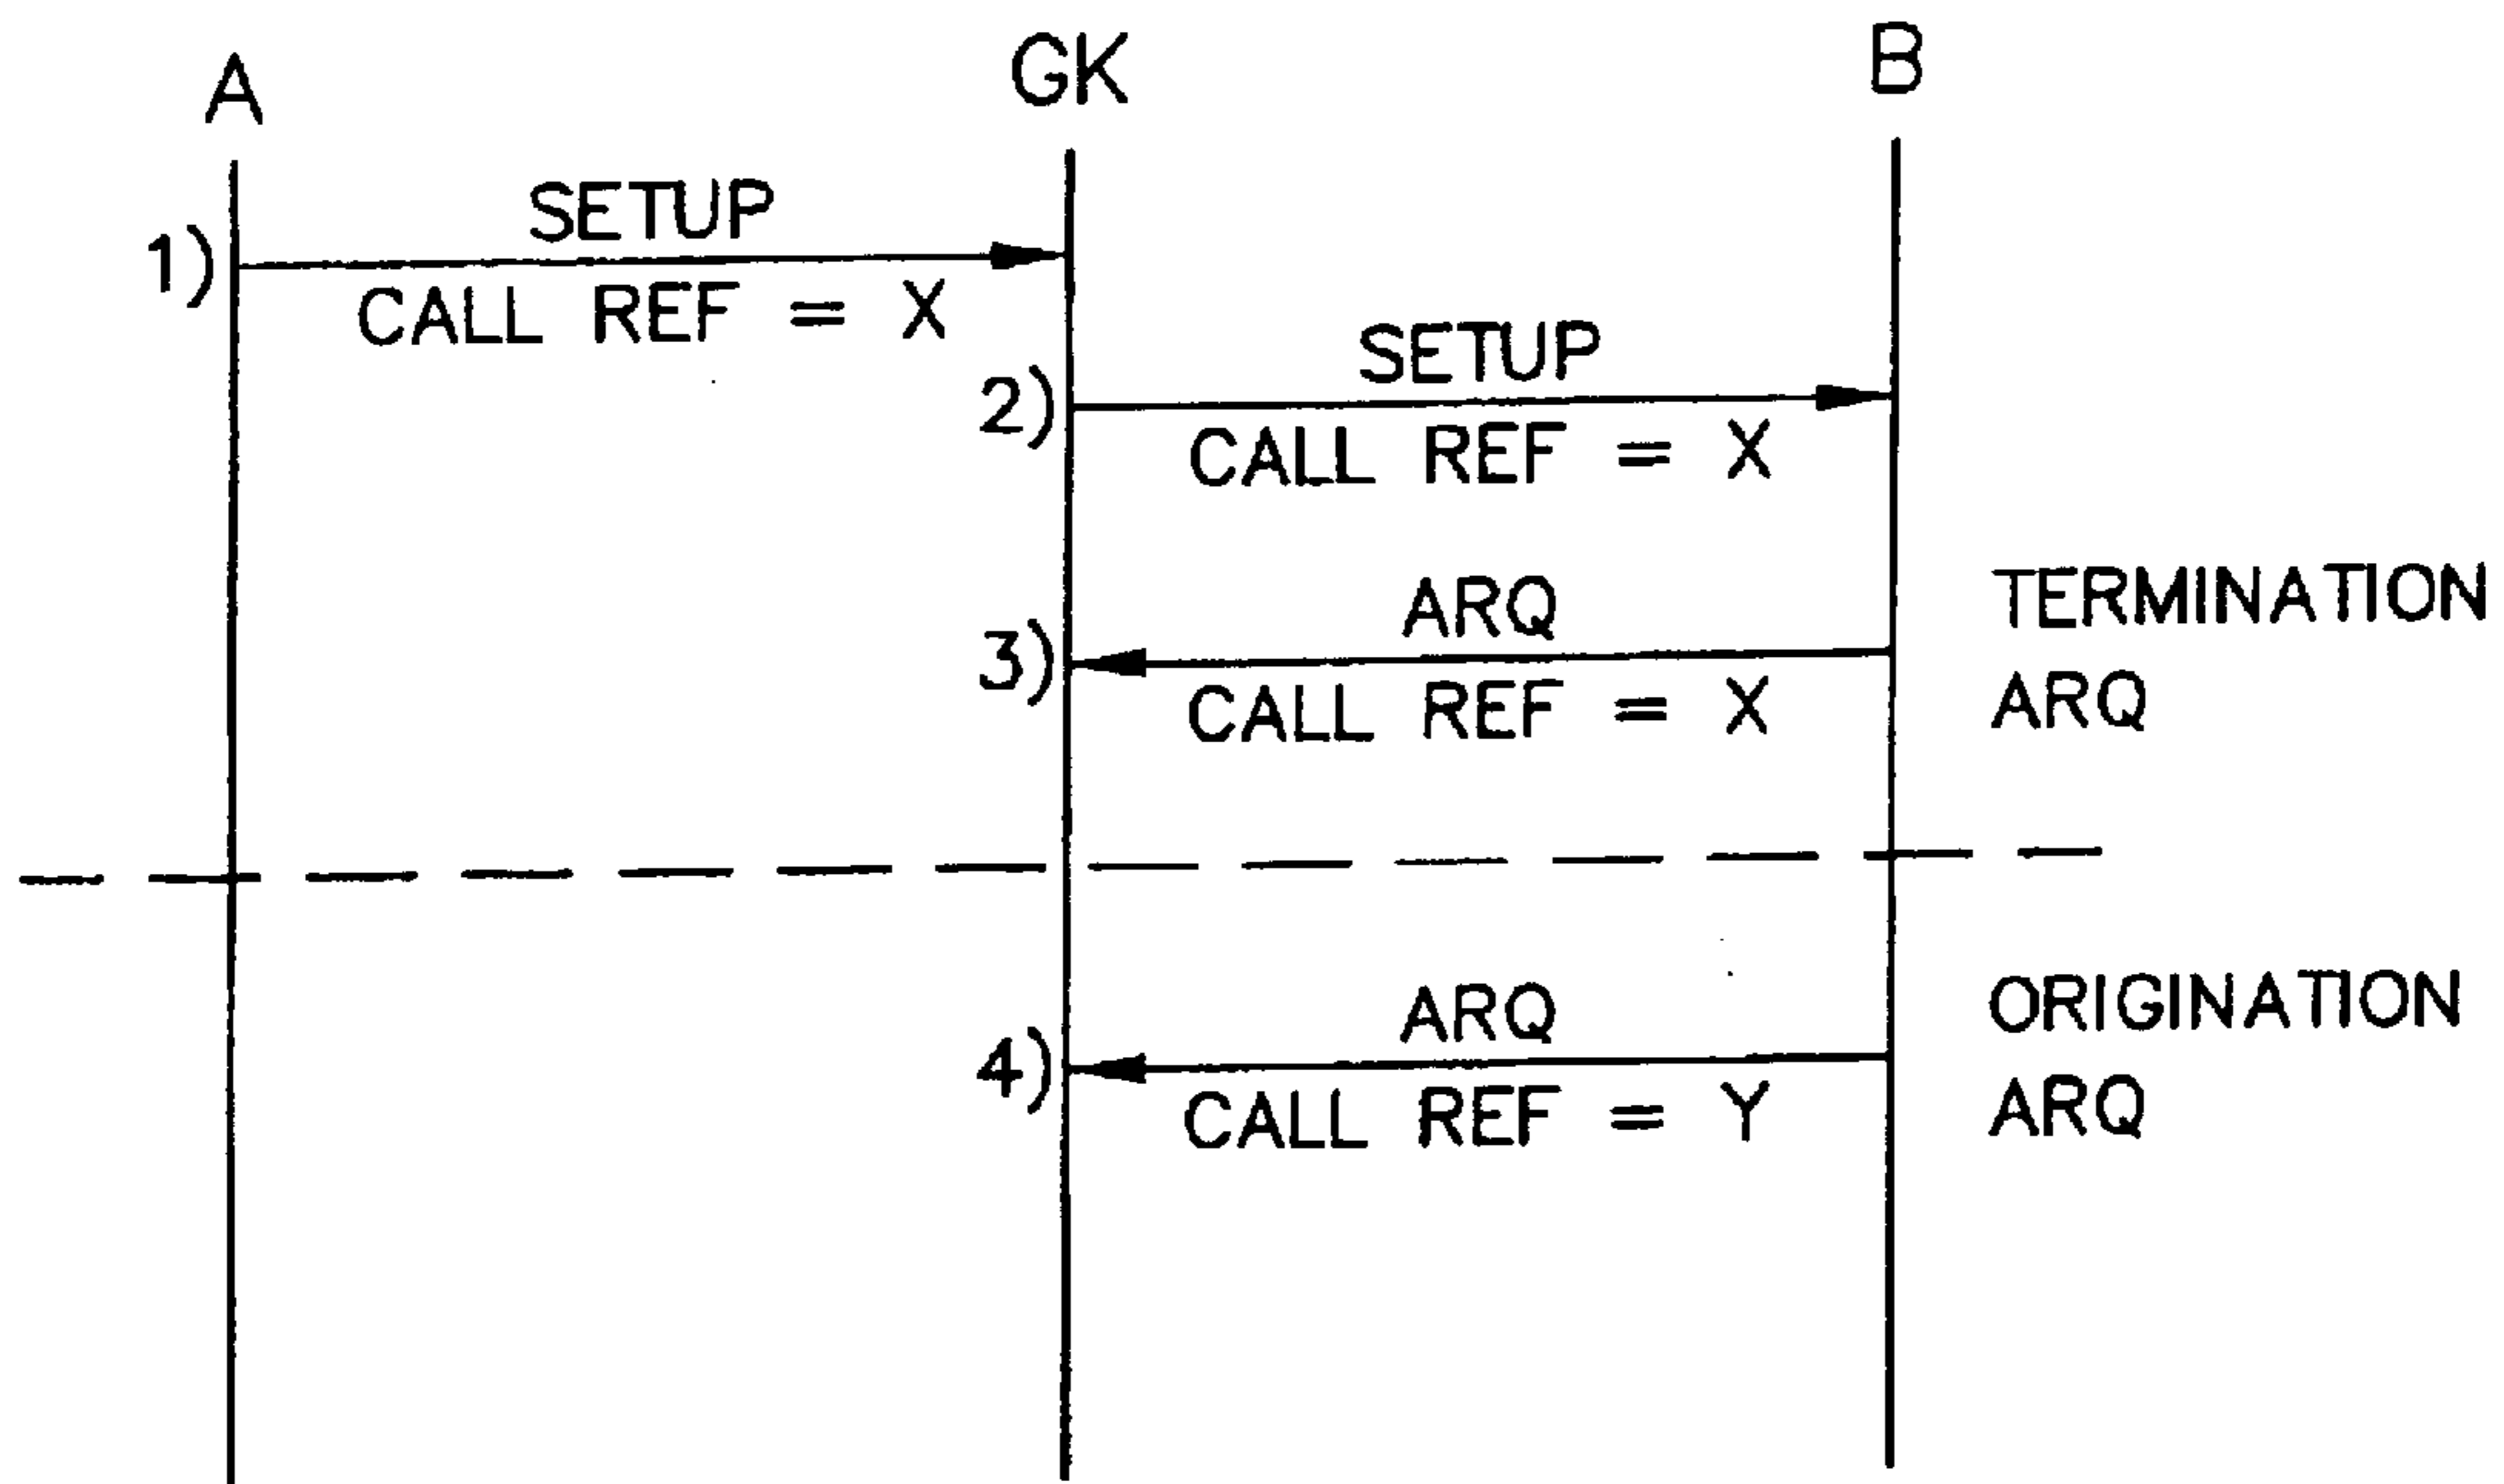 A
GK
B
1)
SETUP
CALL REF = X
2)
SETUP
CALL REF = X
3)
ARQ
CALL REF = X
TERMINATION
ARQ
4)
ARQ
CALL REF = Y
ORIGINATION
ARQ